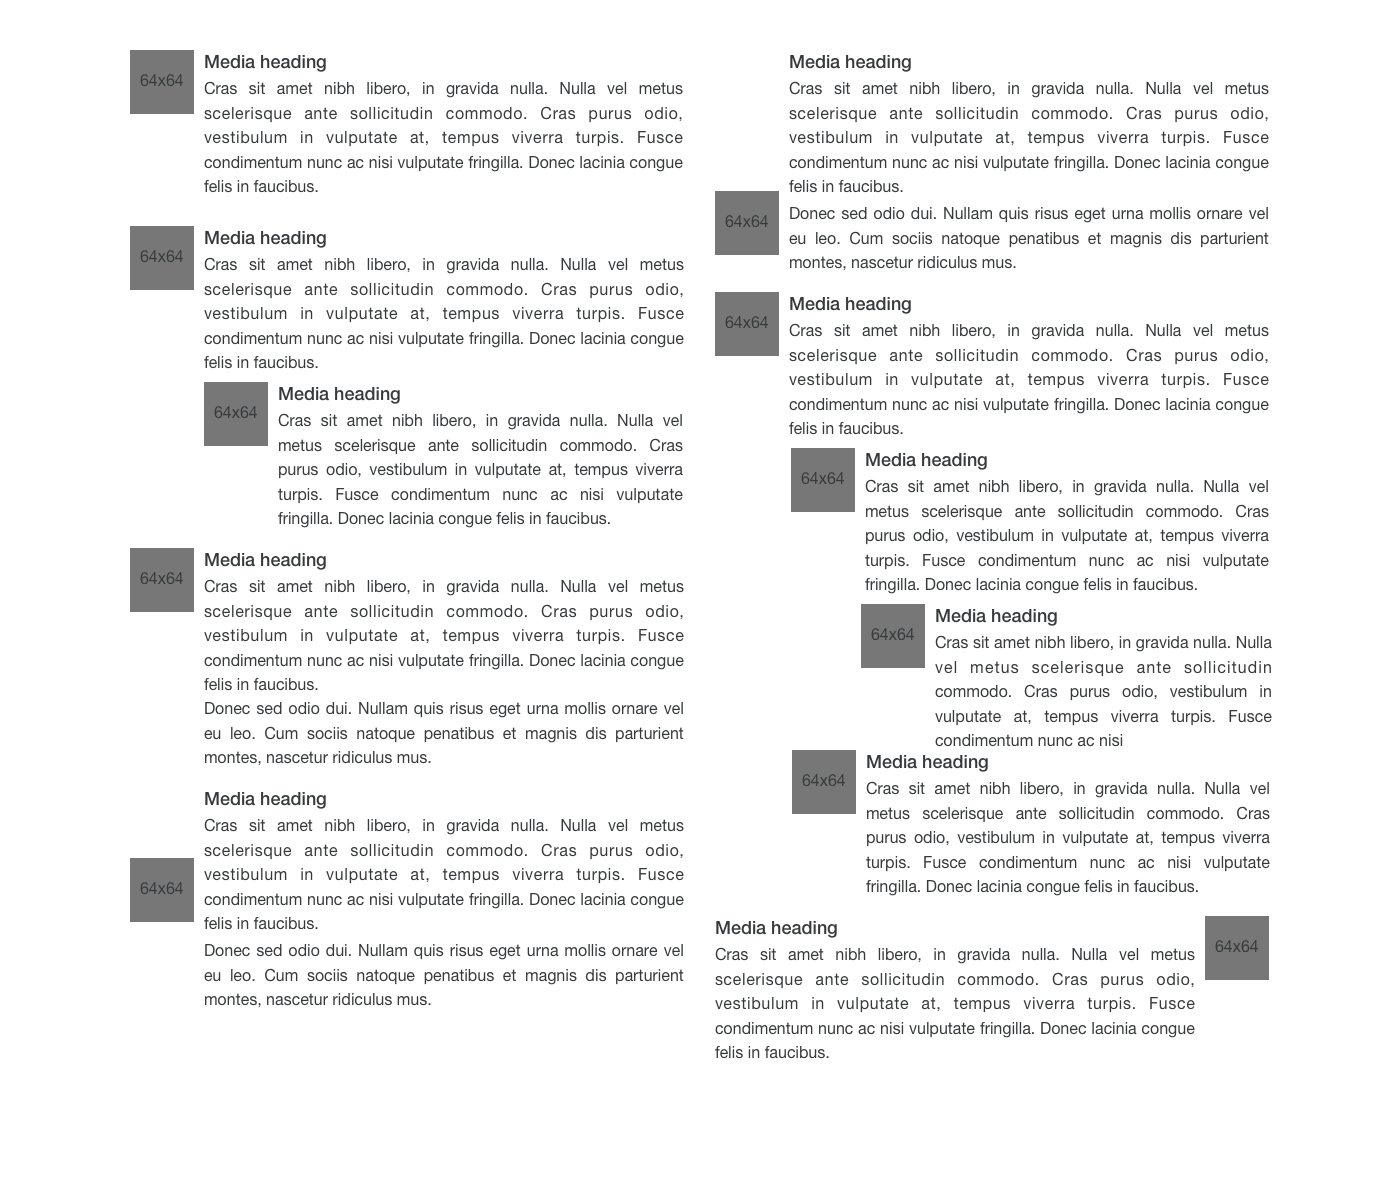 64x64
Media heading
Cras sit amet nibh libero, in gravida nulla. Nulla vel metus
scelerisque ante sollicitudin commodo. Cras purus odio,
vestibulum in vulputate at, tempus viverra turpis. Fusce
condimentum nunc ac nisi vulputate fringilla. Donec lacinia congue
felis in faucibus.
64x64
Media heading
Cras sit amet nibh libero, in gravida nulla. Nulla vel metus
scelerisque ante sollicitudin commodo. Cras purus odio,
vestibulum in vulputate at, tempus viverra turpis. Fusce
condimentum nunc ac nisi vulputate fringilla. Donec lacinia congue
felis in faucibus.
64x64
Media heading
Cras sit amet nibh libero, in gravida nulla. Nulla vel
metus scelerisque ante sollicitudin commodo. Cras
purus odio, vestibulum in vulputate at, tempus viverra
turpis. Fusce condimentum nunc ac nisi vulputate
fringilla. Donec lacinia congue felis in faucibus.
64x64
Media heading
Cras sit amet nibh libero, in gravida nulla. Nulla vel metus
scelerisque ante sollicitudin commodo. Cras purus odio,
vestibulum in vulputate at, tempus viverra turpis. Fusce
condimentum nunc ac nisi vulputate fringilla. Donec lacinia congue
felis in faucibus.
Donec sed odio dui. Nullam quis risus eget urna mollis ornare vel
eu leo. Cum sociis natoque penatibus et magnis dis parturient
montes, nascetur ridiculus mus.
Media heading
Cras sit amet nibh libero, in gravida nulla. Nulla vel metus
scelerisque ante sollicitudin commodo. Cras purus odio,
vestibulum in vulputate at, tempus viverra turpis. Fusce
64x64
condimentum nunc ac nisi vulputate fringilla. Donec lacinia congue
felis in faucibus.
Donec sed odio dui. Nullam quis risus eget urna mollis ornare vel
eu leo. Cum sociis natoque penatibus et magnis dis parturient
montes, nascetur ridiculus mus.
Media heading
Cras sit amet nibh libero, in gravida nulla. Nulla vel metus
scelerisque ante sollicitudin commodo. Cras purus odio,
vestibulum in vulputate at, tempus viverra turpis. Fusce
condimentum nunc ac nisi vulputate fringilla. Donec lacinia congue
felis in faucibus.
64x64
Donec sed odio dui. Nullam quis risus eget urna mollis ornare vel
eu leo. Cum sociis natoque penatibus et magnis dis parturient
montes, nascetur ridiculus mus.
64x64
Media heading
Cras sit amet nibh libero, in gravida nulla. Nulla vel metus
scelerisque ante sollicitudin commodo. Cras purus odio,
vestibulum in vulputate at, tempus viverra turpis. Fusce
condimentum nunc ac nisi vulputate fringilla. Donec lacinia congue
felis in faucibus.
64x64
Media heading
Cras sit amet nibh libero, in gravida nulla. Nulla vel
metus scelerisque ante sollicitudin commodo. Cras
purus odio, vestibulum in vulputate at, tempus viverra
turpis. Fusce condimentum nunc ac nisi vulputate
fringilla. Donec lacinia congue felis in faucibus.
64x64
Media heading
Cras sit amet nibh libero, in gravida nulla. Nulla
vel metus scelerisque ante sollicitudin
commodo. Cras purus odio, vestibulum in
vulputate at, tempus viverra turpis. Fusce
condimentum nunc ac nisi
64x64
Media heading
Cras sit amet nibh libero, in gravida nulla. Nulla vel
metus scelerisque ante sollicitudin commodo. Cras
purus odio, vestibulum in vulputate at, tempus viverra
turpis. Fusce condimentum nunc ac nisi vulputate
fringilla. Donec lacinia congue felis in faucibus.
Media heading
64x64
Cras sit amet nibh libero, in gravida nulla. Nulla vel metus
scelerisque ante sollicitudin commodo. Cras purus odio,
vestibulum in vulputate at, tempus viverra turpis. Fusce
condimentum nunc ac nisi vulputate fringilla. Donec lacinia congue
felis in faucibus.